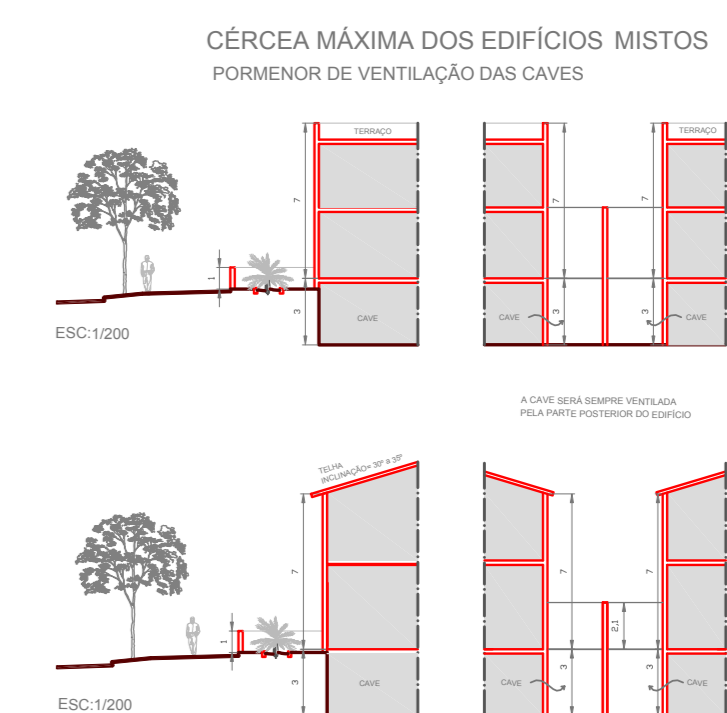 CÉRCEA MÁXIMA DOS EDIFÍCIOS MISTOS
PORMENOR DE VENTILAÇÃO DAS CAVES
TERRAÇO
TERRAÇO
7
7
7
1
3
CAVE
CAVE
3
3
CAVE
ESC:1/200
A CAVE SERÁ SEMPRE VENTILADA
PELA PARTE POSTERIOR DO EDIFÍCIO
TELHA
INCLINAÇÃO= 30º a 35º
7
7
7
1
2,1
3
CAVE
CAVE
3
3
CAVE
ESC:1/200